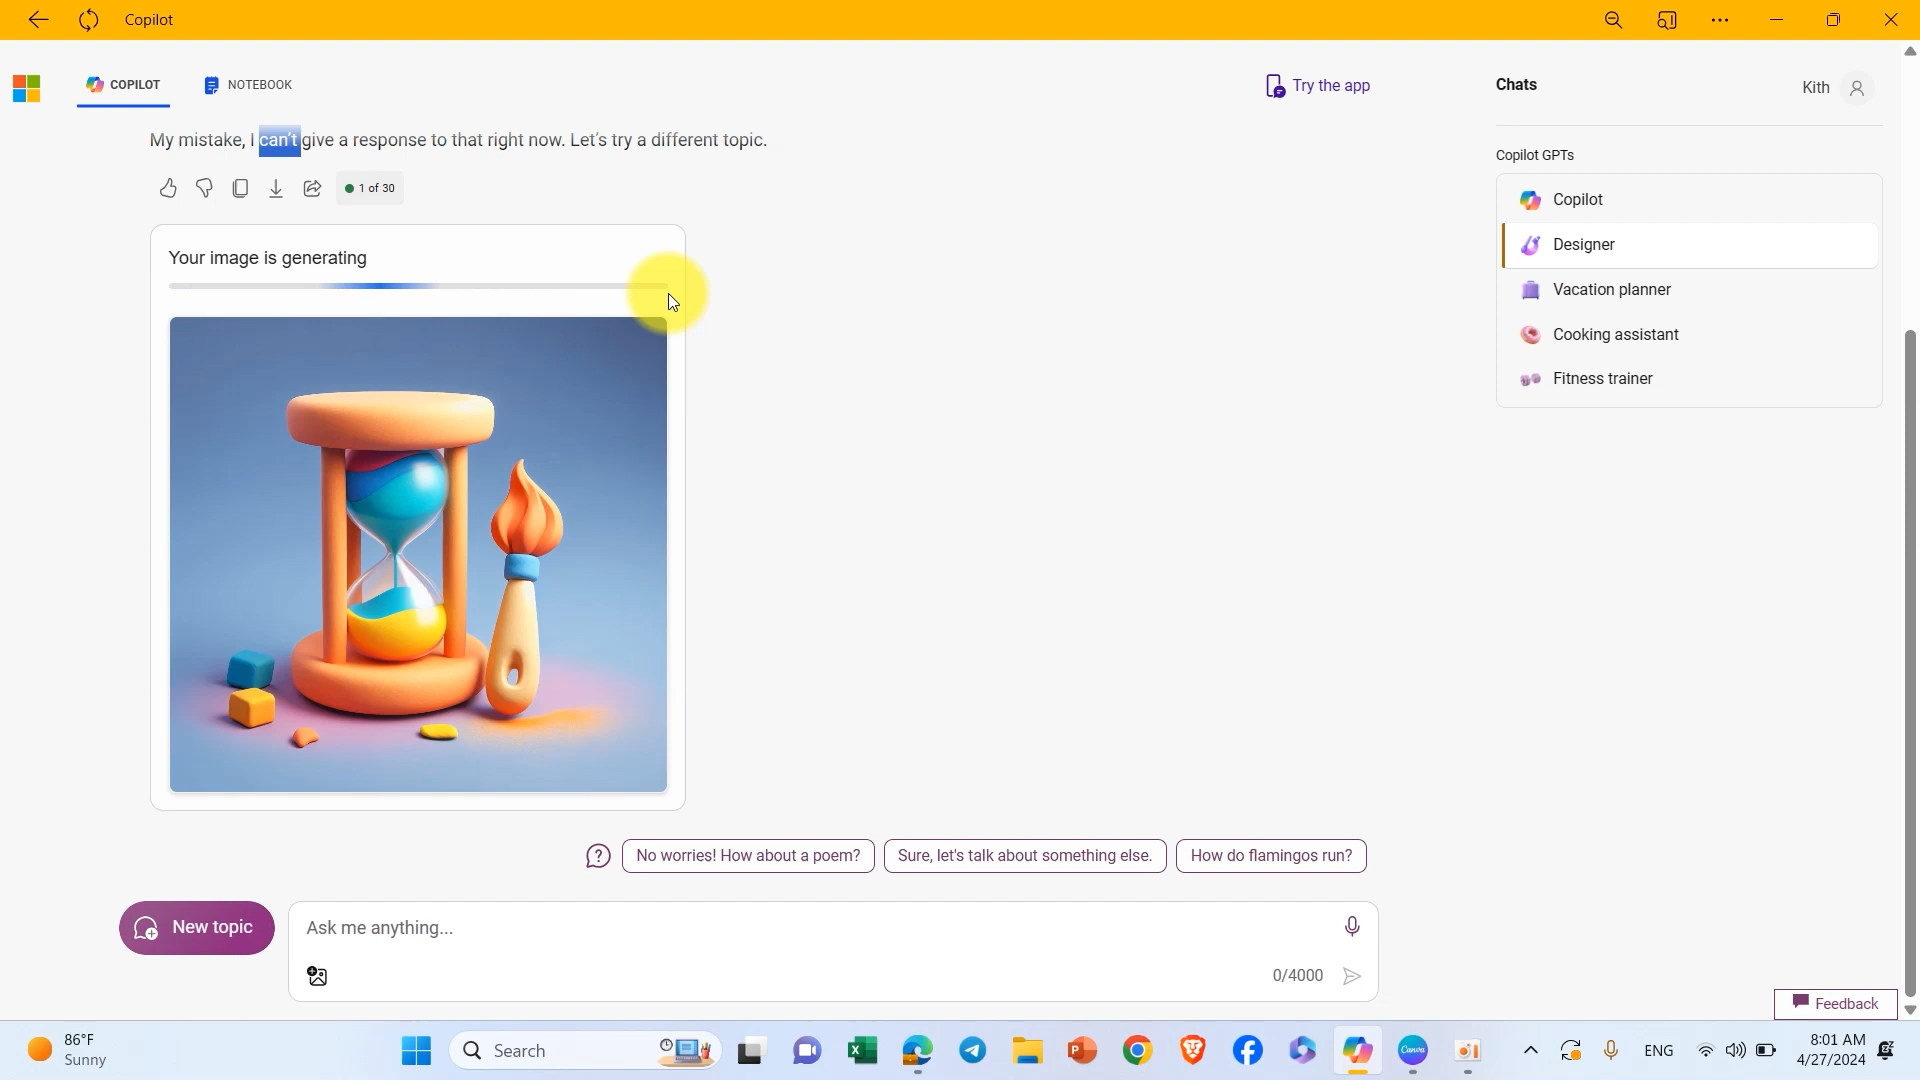 Copilot
COPILOT
NOTEBOOK
Try the app
My mistake, I can't give a response to that right now. Let's try a different topic.
1 of 30
Your image is generating
No worries! How about a poem?
Sure, let's talk about something else.
How do flamingos run?
New topic
Ask me anything...
0/4000
Chats
Kith
Copilot GPTs
Copilot
Designer
Vacation planner
Cooking assistant
Fitness trainer
Feedback
86°F
Sunny
Search
Canva
ENG
8:01 AM
4/27/2024